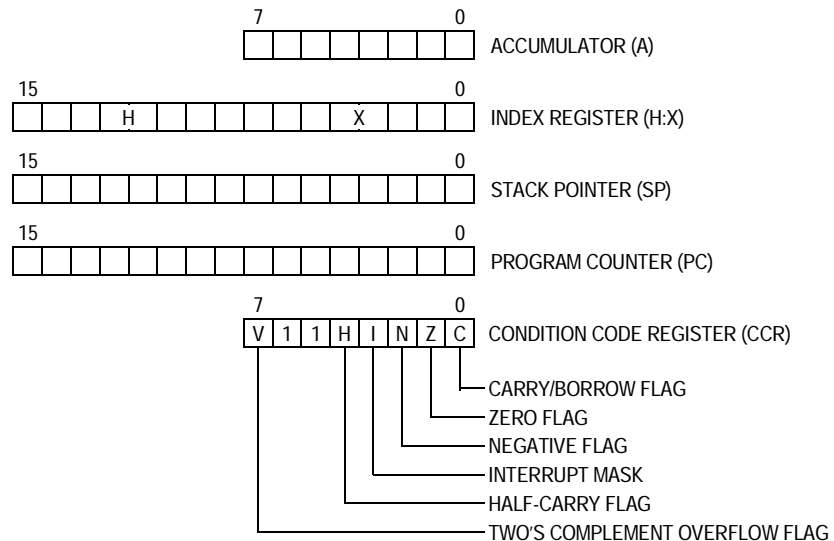 7 0
ACCUMULATOR (A)
15 0
H X INDEX REGISTER (H:X)
15 0
STACK POINTER (SP)
15 0
PROGRAM COUNTER (PC)
7 0
V 1 1 H I N Z C CONDITION CODE REGISTER (CCR)
CARRY/BORROW FLAG
ZERO FLAG
NEGATIVE FLAG
INTERRUPT MASK
HALF-CARRY FLAG
TWO'S COMPLEMENT OVERFLOW FLAG